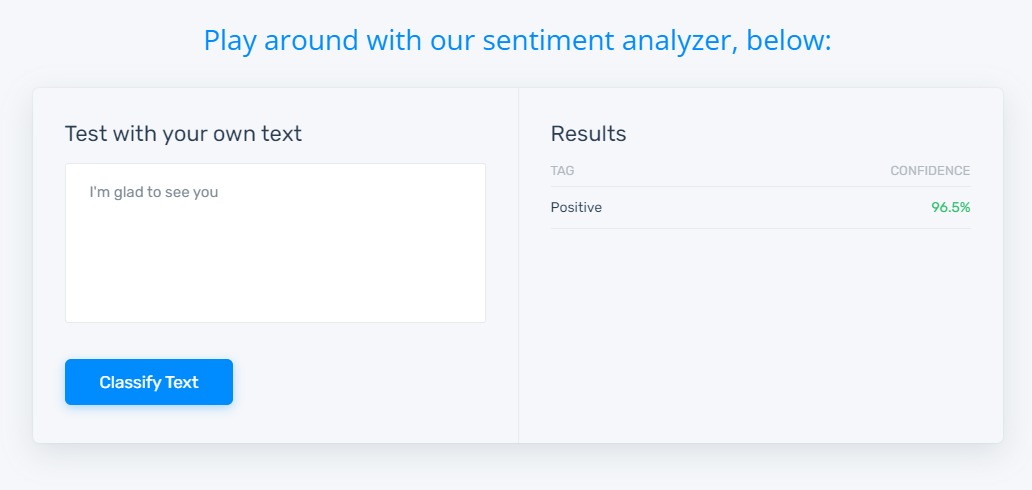 Play around with our sentiment analyzer, below:
Test with your own text
I'm glad to see you
Classify Text
Results
TAG CONFIDENCE
Positive 96.5%